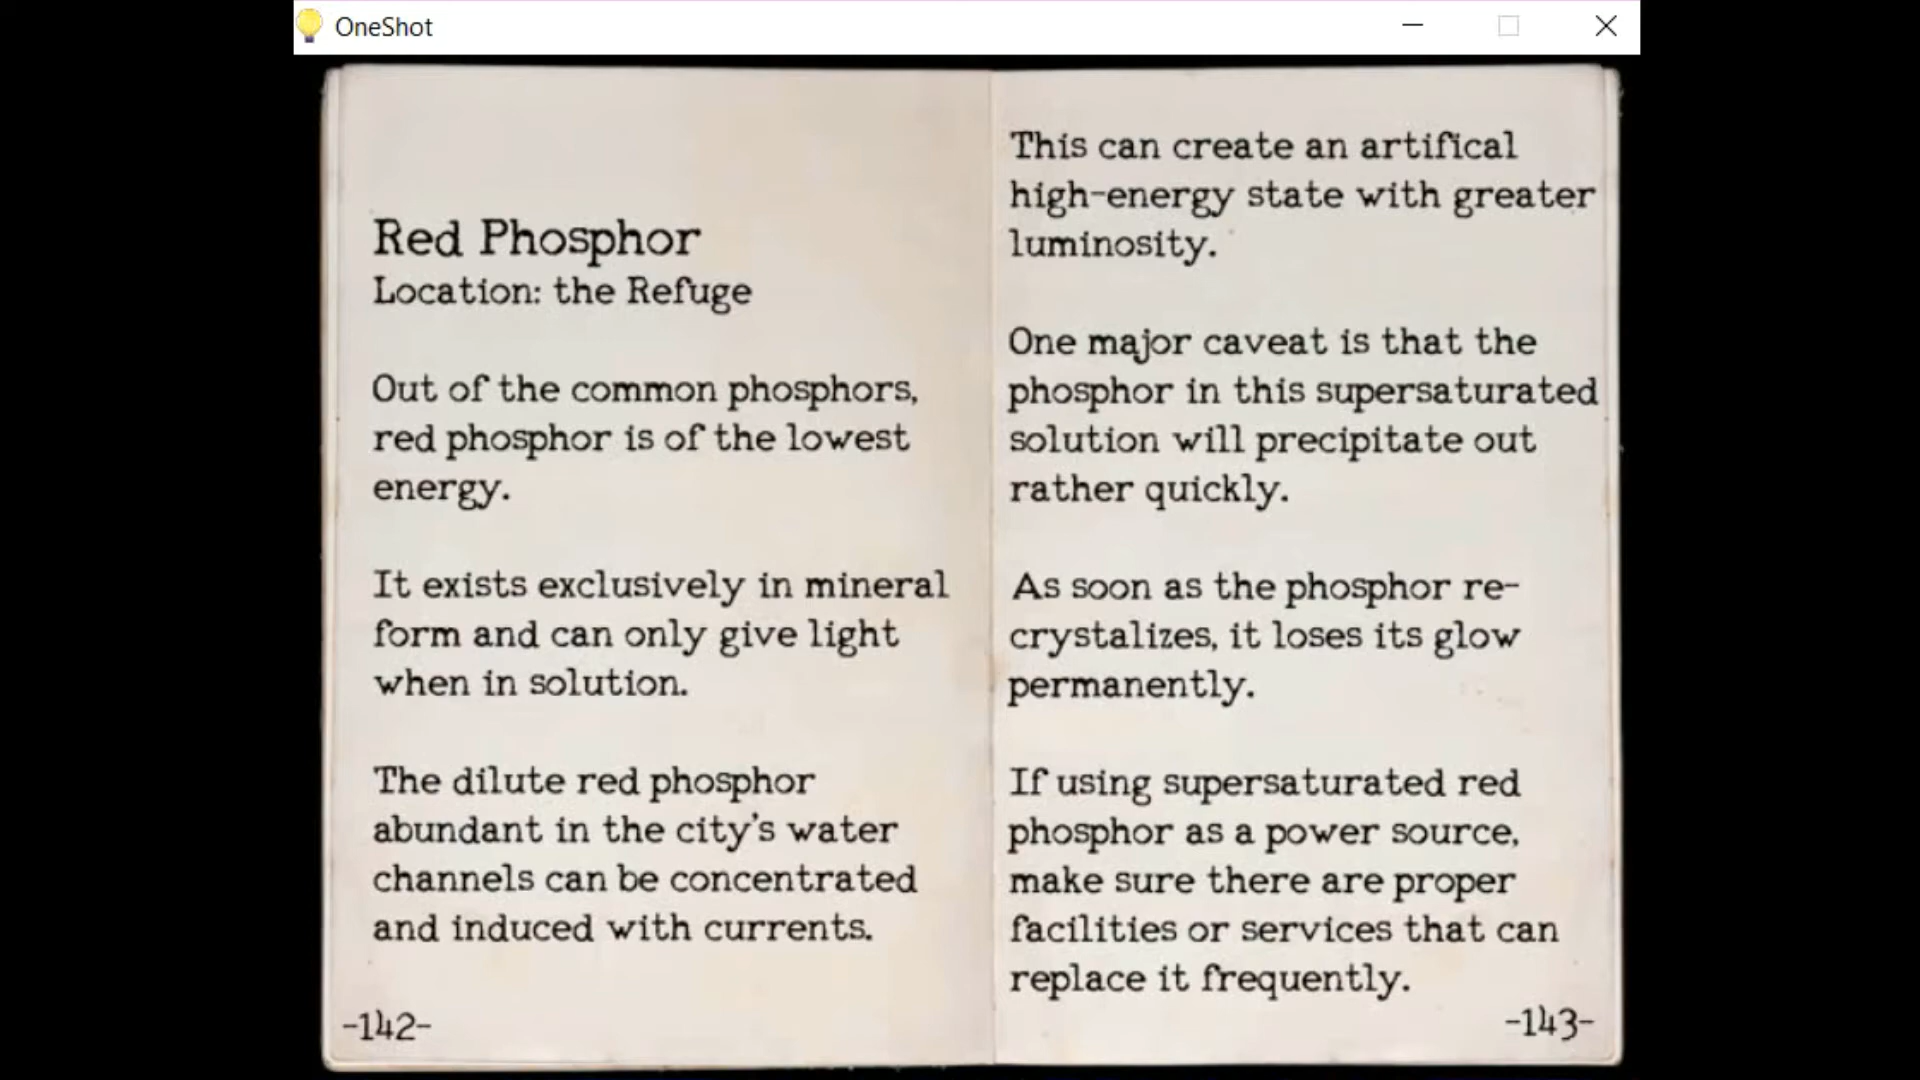 OneShot
Red Phosphor
Location: the Refuge
Out of the common phosphors,
red phosphor is of the lowest
energy.
It exists exclusively in mineral
form and can only give light
when in solution.
The dilute red phosphor
abundant in the city's water
channels can be concentrated
and induced with currents.
-142-
This can create an artifical
high-energy state with greater
luminosity.
One major caveat is that the
phosphor in this supersaturated
solution will precipitate out
rather quickly.
As soon as the phosphor re-
crystalizes, it loses its glow
permanently.
If using supersaturated red
phosphor as a power source,
make sure there are proper
facilities or services that can
replace it frequently.
-143-